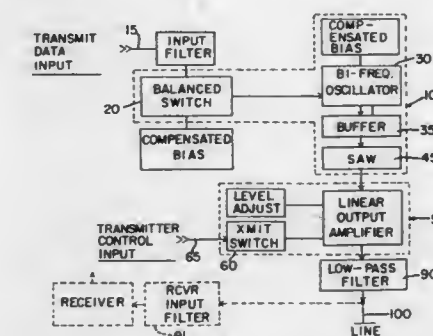 TRANSMIT
DATA
INPUT
15
INPUT
FILTER
COMP-
ENSATED
BIAS
30
BALANCED
SWITCH
20
BI-FREQ.
OSCILLATOR
10
COMPENSATED
BIAS
BUFFER
35
SAW
45
LEVEL
ADJUST
LINEAR
OUTPUT
AMPLIFIER
TRANSMITTER
CONTROL
INPUT
65
XMIT
SWITCH
60
LOW-PASS
FILTER
90
RECEIVER
RCVR
INPUT
FILTER
100
LINE